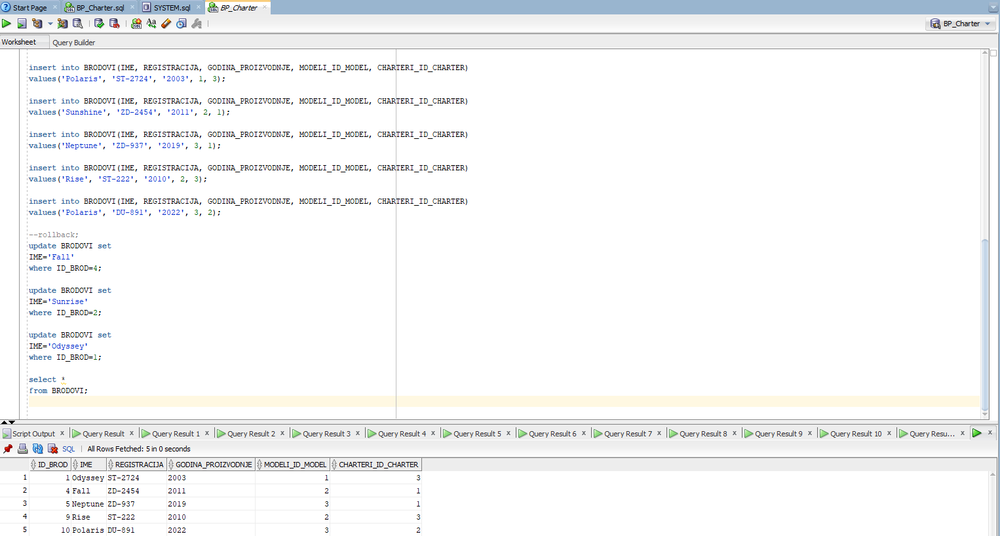 Start Page
BP_Charter.sql
SYSTEM.sql
BP_Charter
BP_Charter
Worksheet
Query Builder
insert into BRODOVI(IME, REGISTRACIJA, GODINA_PROIZVODNJE, MODELI_ID_MODEL, CHARTERI_ID_CHARTER)
values('Polaris', 'ST-2724', '2003', 1, 3);
insert into BRODOVI(IME, REGISTRACIJA, GODINA_PROIZVODNJE, MODELI_ID_MODEL, CHARTERI_ID_CHARTER)
values('Sunshine', 'ZD-2454', '2011', 2, 1);
insert into BRODOVI(IME, REGISTRACIJA, GODINA_PROIZVODNJE, MODELI_ID_MODEL, CHARTERI_ID_CHARTER)
values('Neptune', 'ZD-937', '2019', 3, 1);
insert into BRODOVI(IME, REGISTRACIJA, GODINA_PROIZVODNJE, MODELI_ID_MODEL, CHARTERI_ID_CHARTER)
values('Rise', 'ST-222', '2010', 2, 3);
insert into BRODOVI(IME, REGISTRACIJA, GODINA_PROIZVODNJE, MODELI_ID_MODEL, CHARTERI_ID_CHARTER)
values('Polaris', 'DU-891', '2022', 3, 2);
--rollback;
update BRODOVI set
IME='Fall'
where ID_BROD=4;
update BRODOVI set
IME='Sunrise'
where ID_BROD=2;
update BRODOVI set
IME='Odyssey'
where ID_BROD=1;
select *
from BRODOVI;
Script Output x Query Result x Query Result 1 x Query Result 2 x Query Result 3 x Query Result 4 x Query Result 5 x Query Result 6 x Query Result 7 x Query Result 8 x Query Result 9 x Query Result 10 x Query Resu... x x
SQL | All Rows Fetched: 5 in 0 seconds
ID_BROD IME REGISTRACIJA GODINA_PROIZVODNJE MODELI_ID_MODEL CHARTERI_ID_CHARTER
1 1 Odyssey ST-2724 2003 1 3
2 4 Fall ZD-2454 2011 2 1
3 5 Neptune ZD-937 2019 3 1
4 9 Rise ST-222 2010 2 3
5 10 Polaris DU-891 2022 3 2